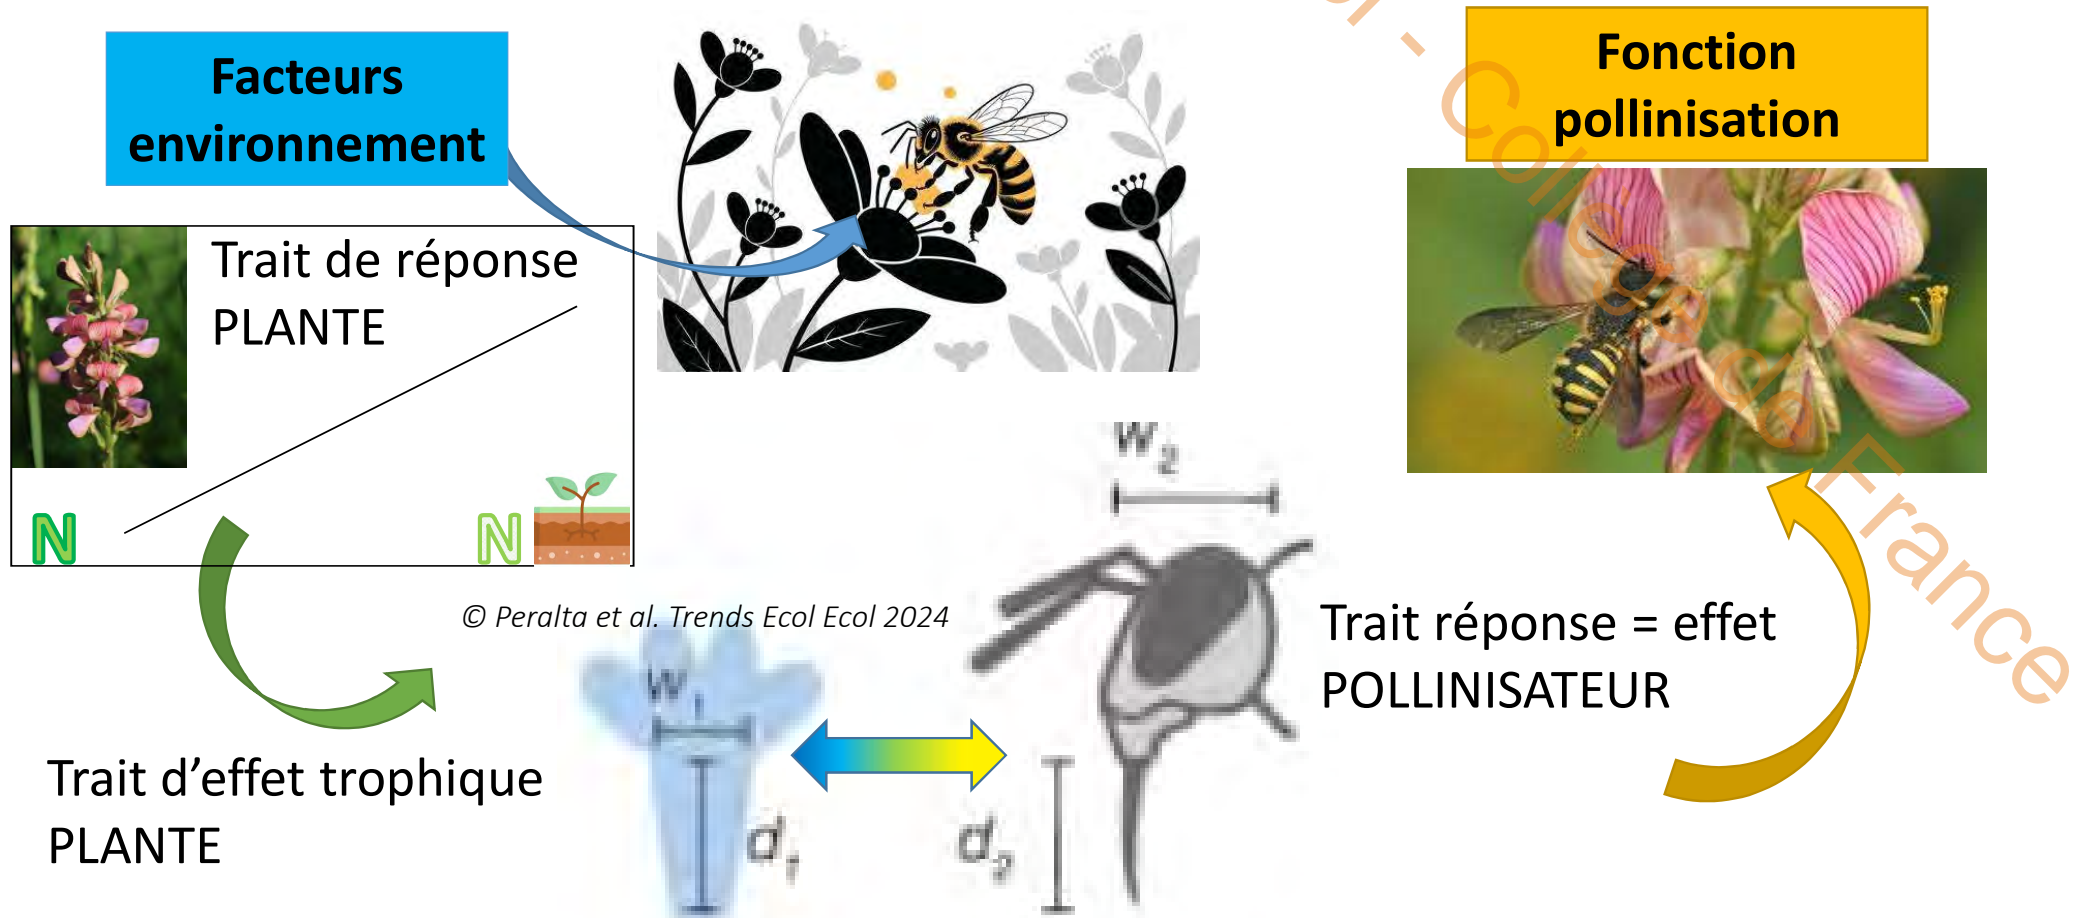 Facteurs
environnement
Fonction
pollinisation
Trait de réponse
PLANTE
N
N
© Peralta et al. Trends Ecol Ecol 2024
W₂
W₁
d₁
d₂
Trait réponse = effet
POLLINISATEUR
Trait d’effet trophique
PLANTE
- Collège de France